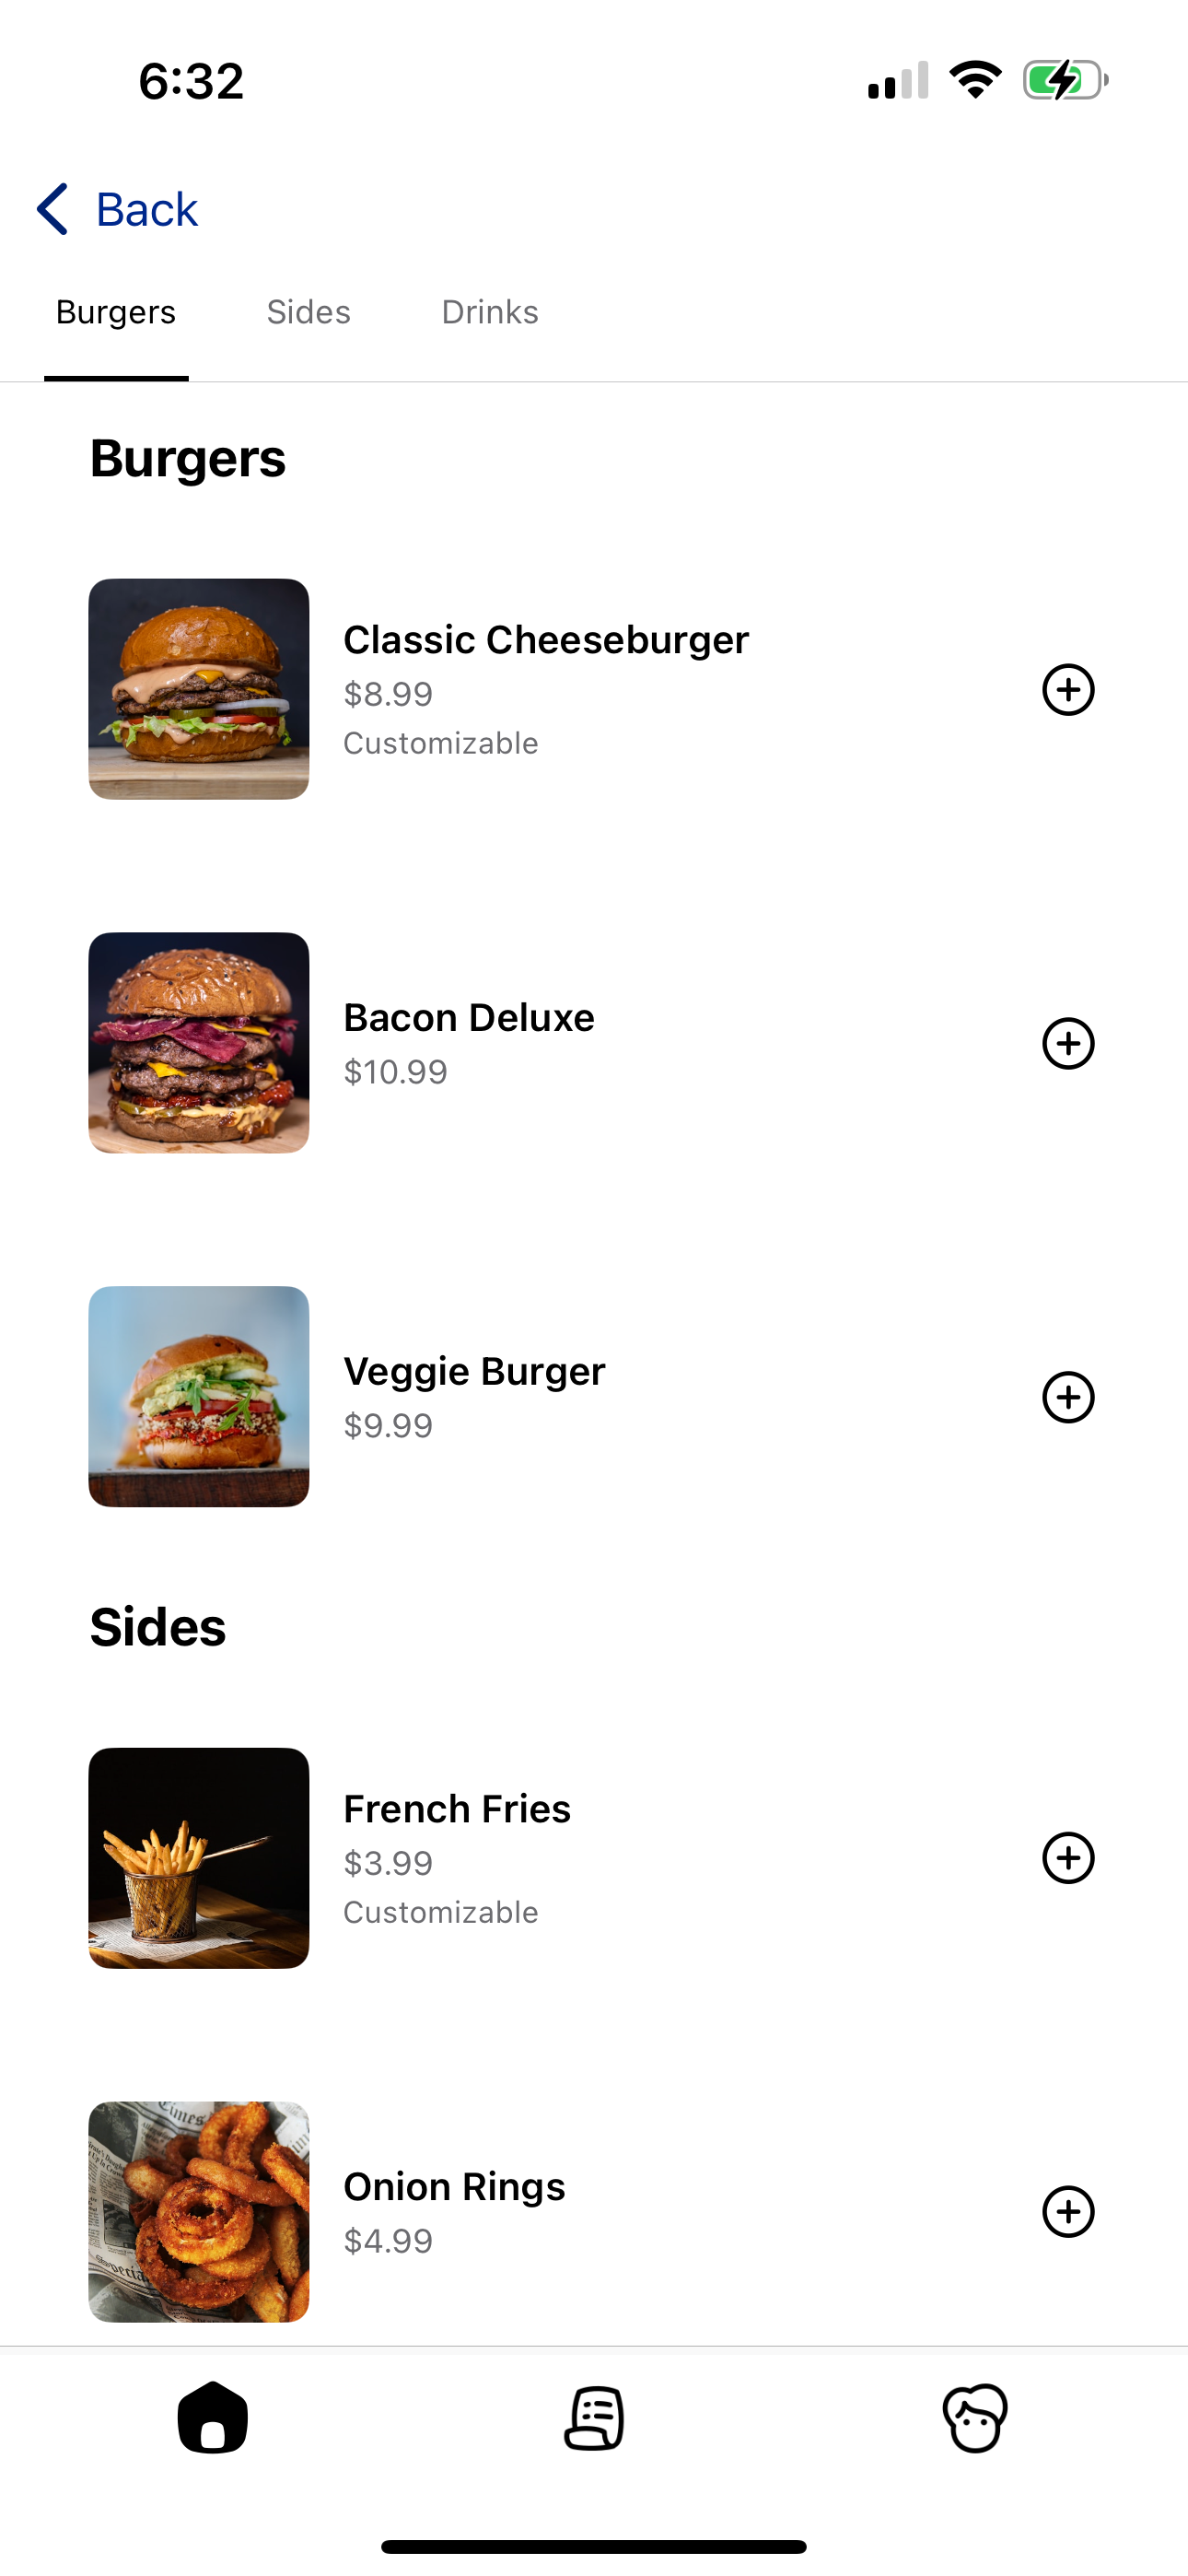 6:32
Back
Burgers
Sides
Drinks
Burgers
Classic Cheeseburger
$8.99
Customizable
Bacon Deluxe
$10.99
Veggie Burger
$9.99
Sides
French Fries
$3.99
Customizable
Times
Onion Rings
$4.99